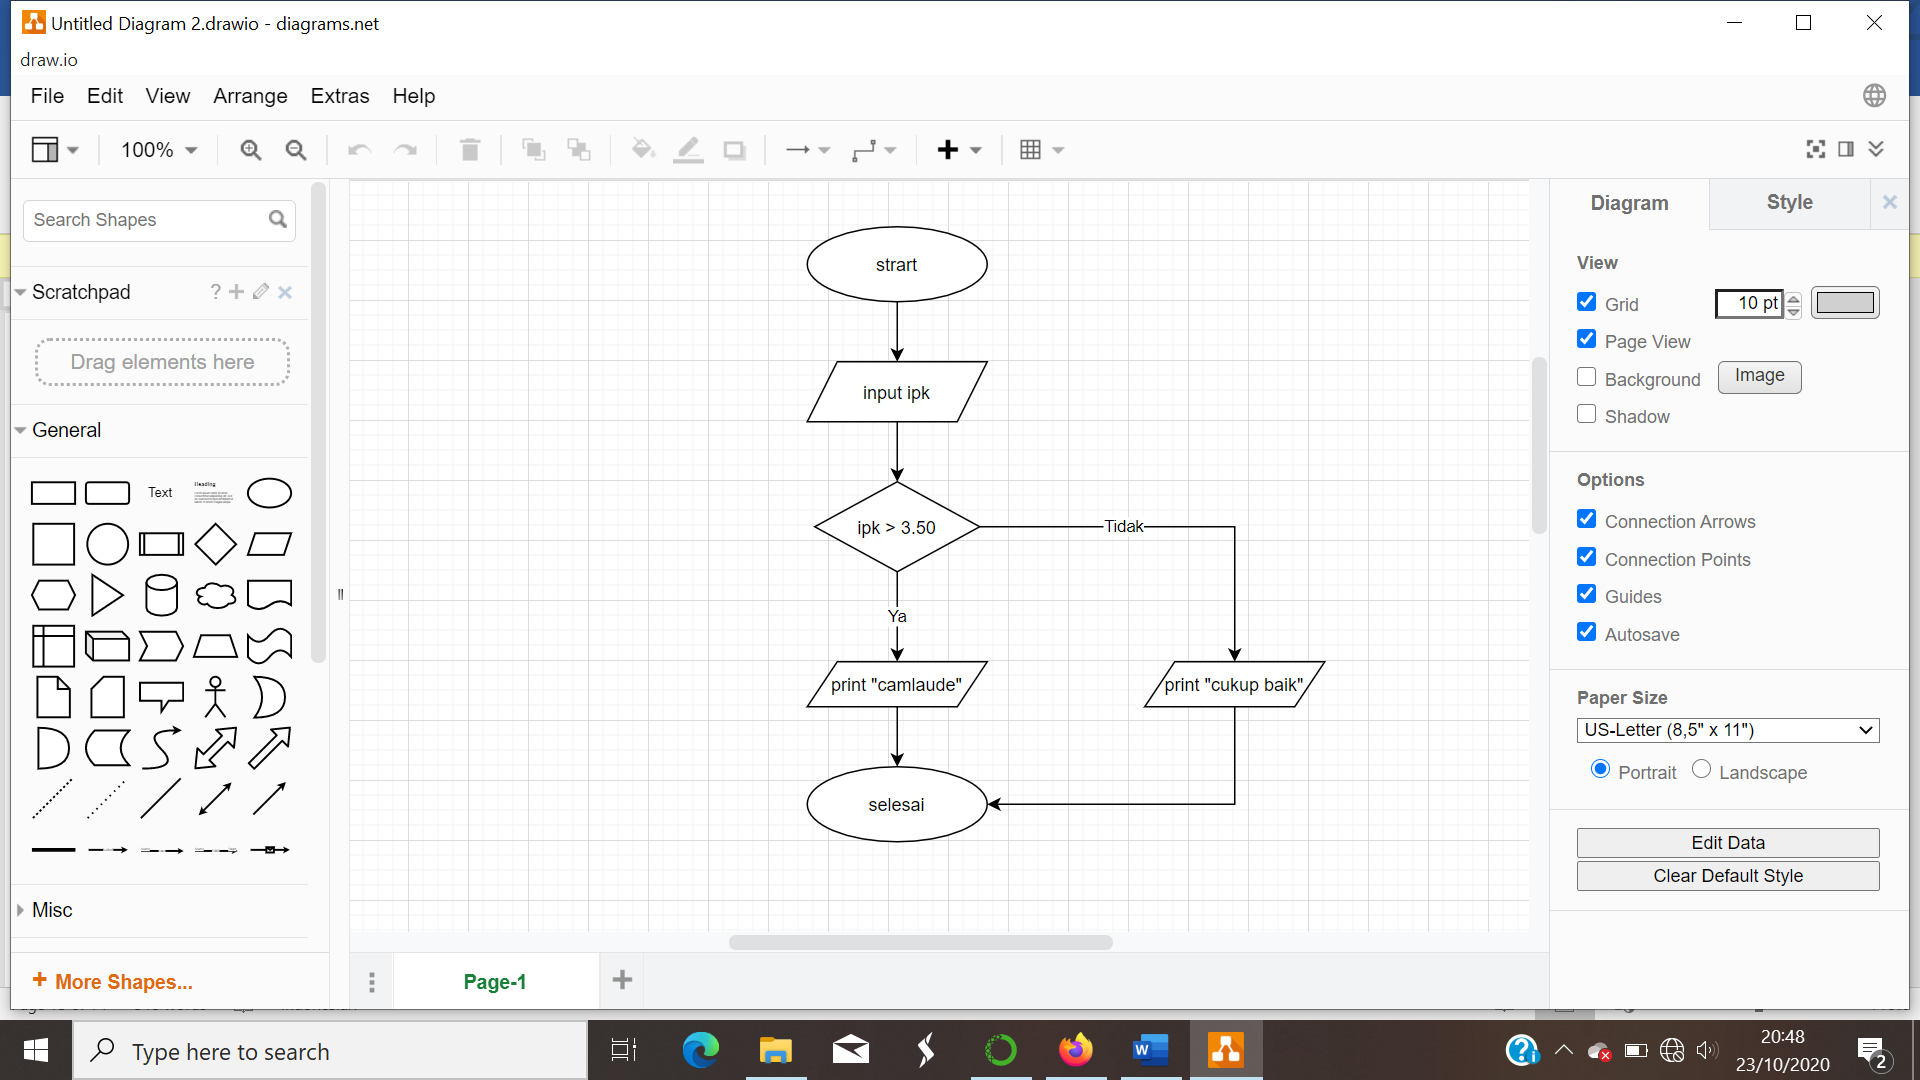 Untitled Diagram 2.drawio - diagrams.net
draw.io
File Edit View Arrange Extras Help
100%
Search Shapes
Scratchpad ?
Drag elements here
General
Text
Heading
Misc
+ More Shapes...
strart
input ipk
ipk > 3.50
Tidak
Ya
print "camlaude"
print "cukup baik"
selesai
Page-1
Diagram Style
View
Grid 10 pt
Page View
Background Image
Shadow
Options
Connection Arrows
Connection Points
Guides
Autosave
Paper Size
US-Letter (8,5" x 11")
Portrait Landscape
Edit Data
Clear Default Style
Type here to search
W
20:48
23/10/2020
2